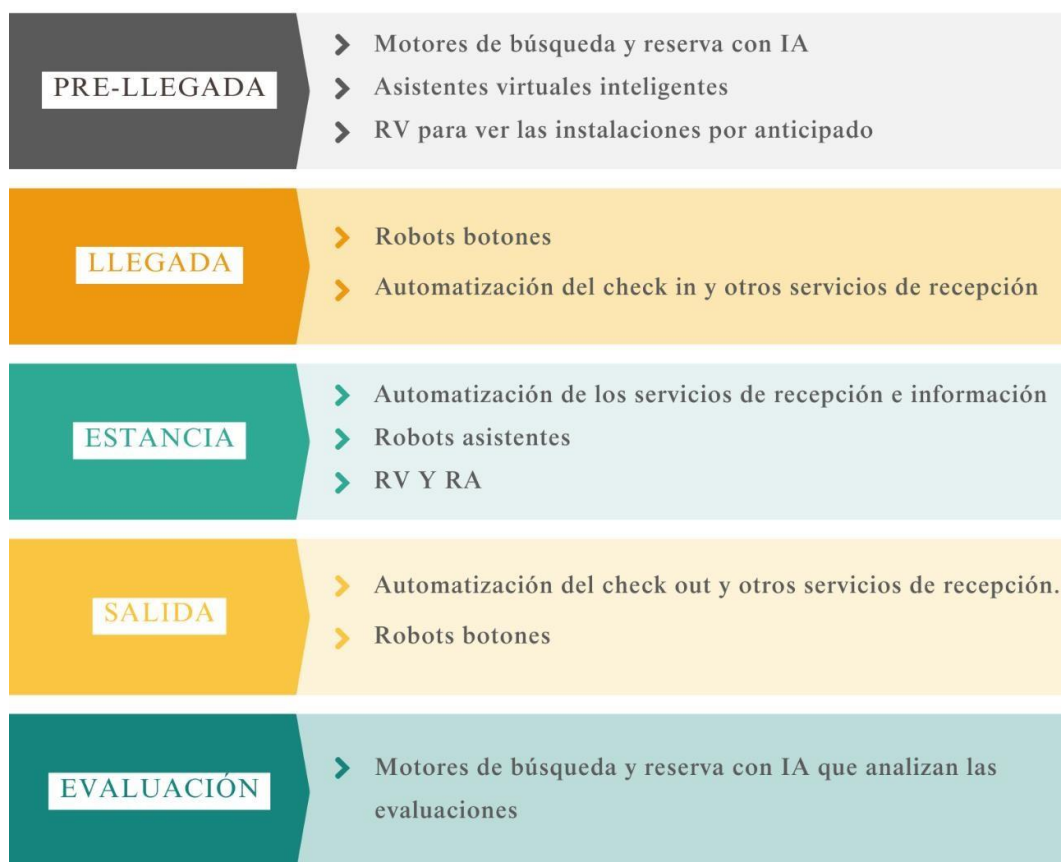 PRE-LLEGADA
Motores de búsqueda y reserva con IA
Asistentes virtuales inteligentes
RV para ver las instalaciones por anticipado
LLEGADA
Robots botones
Automatización del check in y otros servicios de recepción
ESTANCIA
Automatización de los servicios de recepción e información
Robots asistentes
RV Y RA
SALIDA
Automatización del check out y otros servicios de recepción.
Robots botones
EVALUACIÓN
Motores de búsqueda y reserva con IA que analizan las
evaluaciones